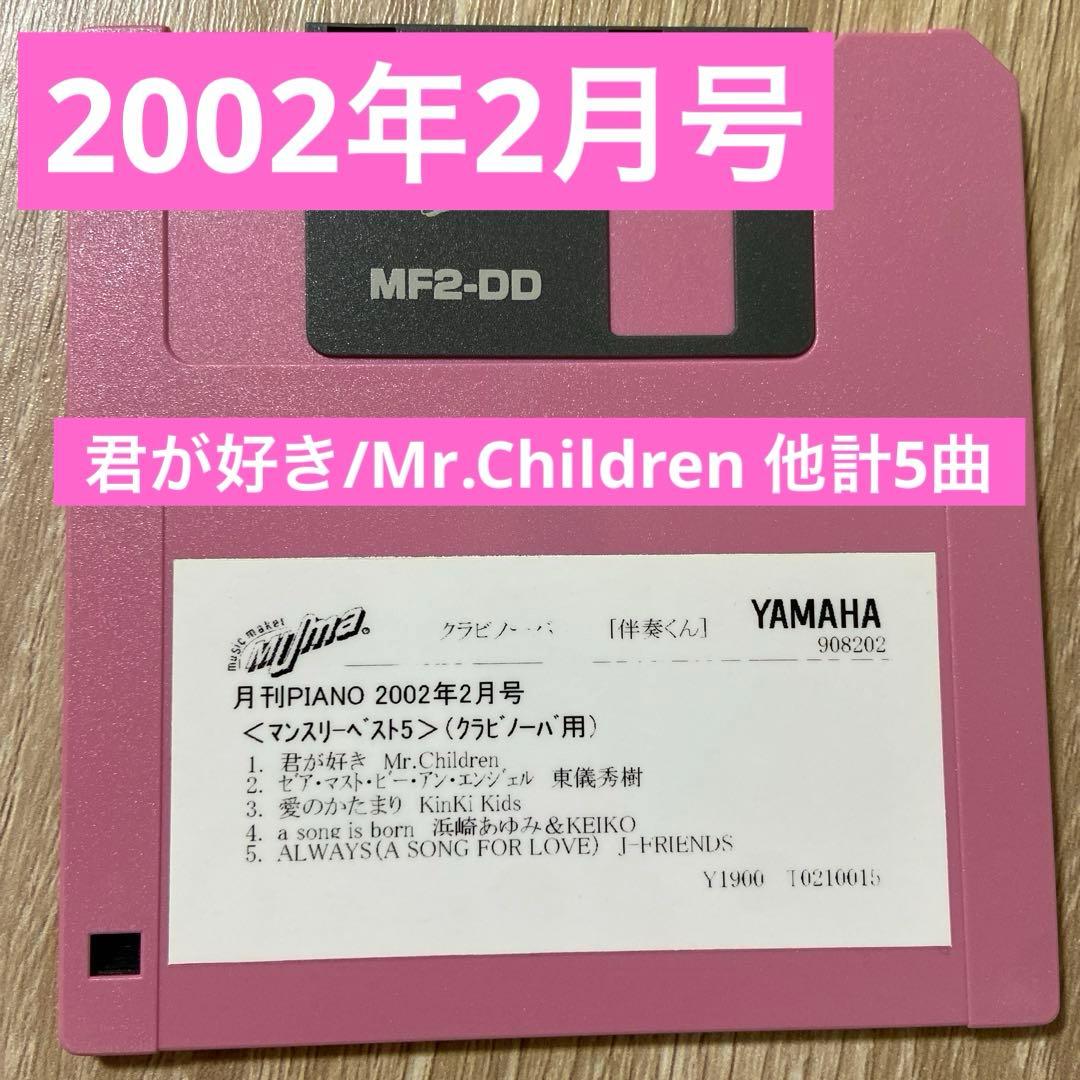 2002年2月号
MF2-DD
君が好き/Mr.Children 他計5曲
music maker
MUma®
クラビノーバ [伴奏くん]
YAMAHA
908202
月刊PIANO 2002年2月号
<マンスリーベスト5>(クラビノーバ用)
1. 君が好き Mr.Children
2. ゼア・マスト・ビー・アン・エンジェル 東儀秀樹
3. 愛のかたまり KinKi Kids
4. a song is born 浜崎あゆみ&KEIKO
5. ALWAYS(A SONG FOR LOVE) J-FRIENDS
Y1900 T0210015